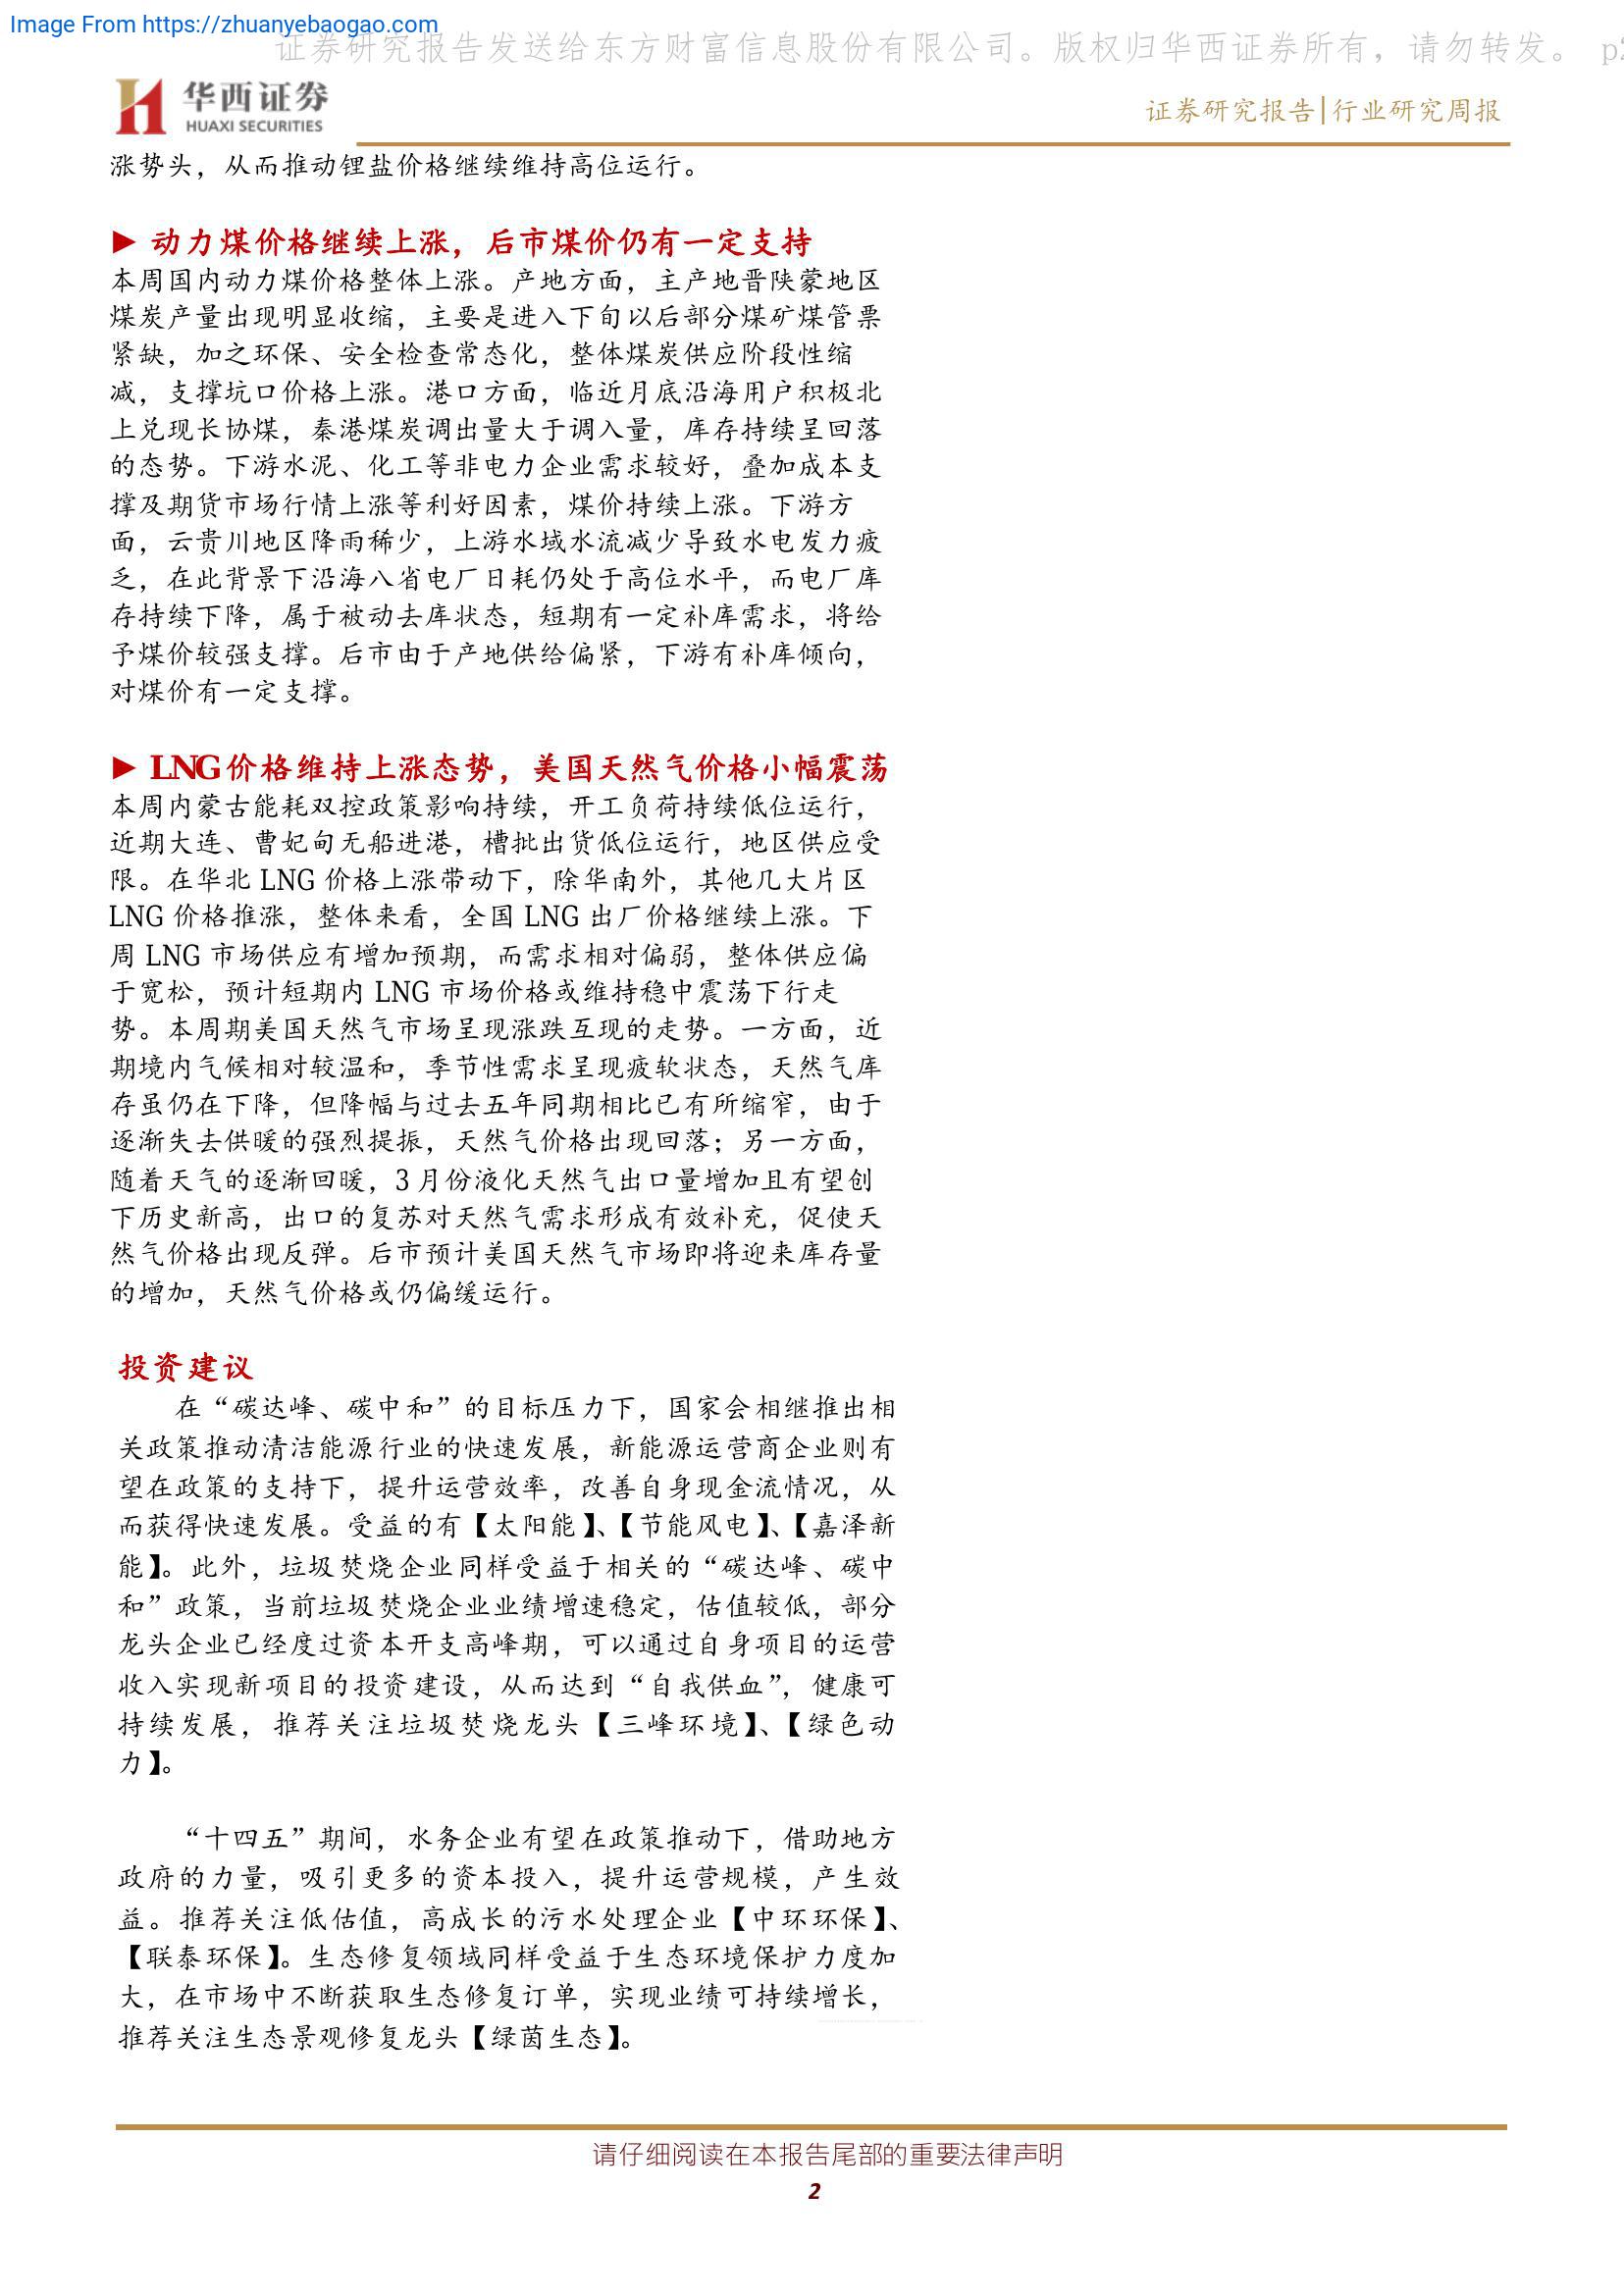 Image From https://zhuanyebaogao.com
证券研究报告发送给东方财富信息股份有限公司。版权归华西证券所有，请勿转发。 p2
华西证券
HUAXI SECURITIES
证券研究报告|行业研究周报
涨势头，从而推动锂盐价格继续维持高位运行。
► 动力煤价格继续上涨，后市煤价仍有一定支持
本周国内动力煤价格整体上涨。产地方面，主产地晋陕蒙地区
煤炭产量出现明显收缩，主要是进入下旬以后部分煤矿煤管票
紧缺，加之环保、安全检查常态化，整体煤炭供应阶段性缩
减，支撑坑口价格上涨。港口方面，临近月底沿海用户积极北
上兑现长协煤，秦港煤炭调出量大于调入量，库存持续呈回落
的态势。下游水泥、化工等非电力企业需求较好，叠加成本支
撑及期货市场行情上涨等利好因素，煤价持续上涨。下游方
面，云贵川地区降雨稀少，上游水域水流减少导致水电发力疲
乏，在此背景下沿海八省电厂日耗仍处于高位水平，而电厂库
存持续下降，属于被动去库状态，短期有一定补库需求，将给
予煤价较强支撑。后市由于产地供给偏紧，下游有补库倾向，
对煤价有一定支撑。
► LNG价格维持上涨态势，美国天然气价格小幅震荡
本周内蒙古能耗双控政策影响持续，开工负荷持续低位运行，
近期大连、曹妃甸无船进港，槽批出货低位运行，地区供应受
限。在华北 LNG 价格上涨带动下，除华南外，其他几大片区
LNG 价格推涨，整体来看，全国 LNG 出厂价格继续上涨。下
周 LNG 市场供应有增加预期，而需求相对偏弱，整体供应偏
于宽松，预计短期内 LNG 市场价格或维持稳中震荡下行走
势。本周期美国天然气市场呈现涨跌互现的走势。一方面，近
期境内气候相对较温和，季节性需求呈现疲软状态，天然气库
存虽仍在下降，但降幅与过去五年同期相比已有所缩窄，由于
逐渐失去供暖的强烈提振，天然气价格出现回落；另一方面，
随着天气的逐渐回暖，3 月份液化天然气出口量增加且有望创
下历史新高，出口的复苏对天然气需求形成有效补充，促使天
然气价格出现反弹。后市预计美国天然气市场即将迎来库存量
的增加，天然气价格或仍偏缓运行。
投资建议
在“碳达峰、碳中和”的目标压力下，国家会相继推出相
关政策推动清洁能源行业的快速发展，新能源运营商企业则有
望在政策的支持下，提升运营效率，改善自身现金流情况，从
而获得快速发展。受益的有【太阳能】、【节能风电】、【嘉泽新
能】。此外，垃圾焚烧企业同样受益于相关的“碳达峰、碳中
和”政策，当前垃圾焚烧企业业绩增速稳定，估值较低，部分
龙头企业已经度过资本开支高峰期，可以通过自身项目的运营
收入实现新项目的投资建设，从而达到“自我供血”，健康可
持续发展，推荐关注垃圾焚烧龙头【三峰环境】、【绿色动
力】。
“十四五”期间，水务企业有望在政策推动下，借助地方
政府的力量，吸引更多的资本投入，提升运营规模，产生效
益。推荐关注低估值，高成长的污水处理企业【中环环保】、
【联泰环保】。生态修复领域同样受益于生态环境保护力度加
大，在市场中不断获取生态修复订单，实现业绩可持续增长，
推荐关注生态景观修复龙头【绿茵生态】。
请仔细阅读在本报告尾部的重要法律声明
2